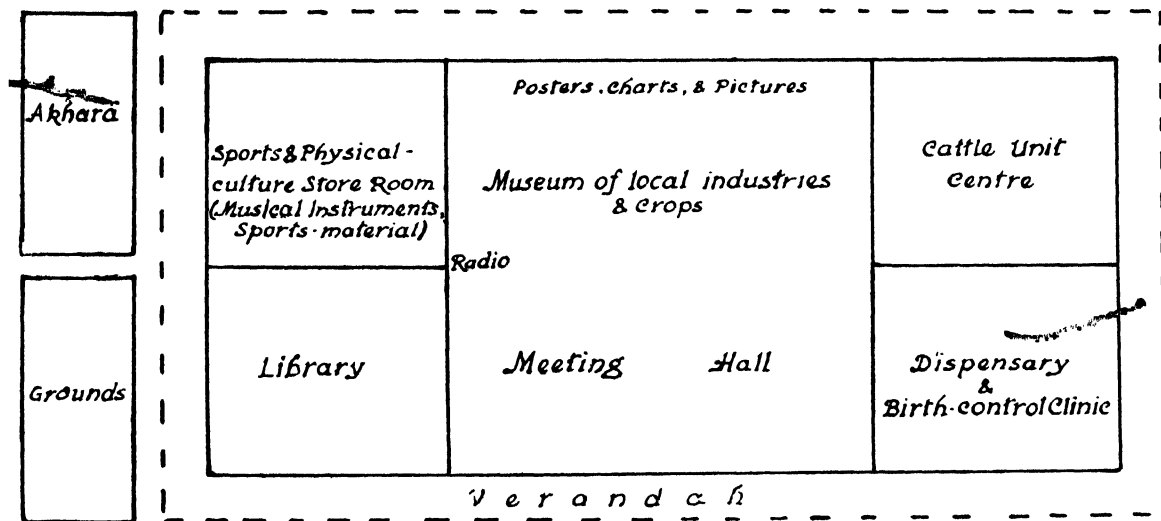 Akhara
Grounds
Sports & Physical-
culture Store Room
(Musical Instruments,
Sports-material)
Library
Posters, Charts, & Pictures
Museum of local industries
& Crops
Radio
Meeting Hall
Cattle Unit
Centre
Dispensary
&
Birth-control Clinic
Verandah